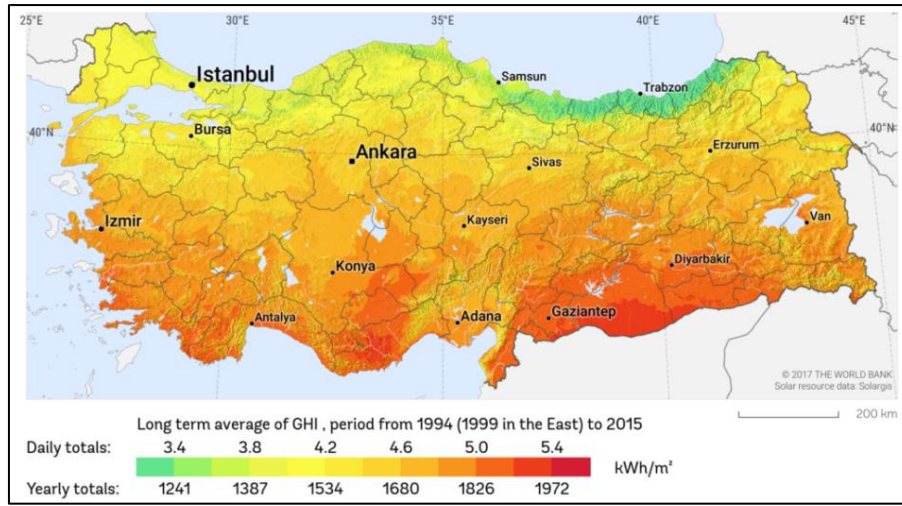 25°E 30°E 35°E 40°E 45°E
Istanbul
Samsun
Trabzon
40°N Bursa 40°N
Ankara
Erzurum
Sivas
Izmir
Kayseri
Van
Konya
Diyarbakir
Antalya
Adana
Gaziantep
© 2017 THE WORLD BANK
Solar resource data: Solargis
200 km
Long term average of GHI , period from 1994 (1999 in the East) to 2015
Daily totals: 3.4 3.8 4.2 4.6 5.0 5.4
kWh/m²
Yearly totals: 1241 1387 1534 1680 1826 1972